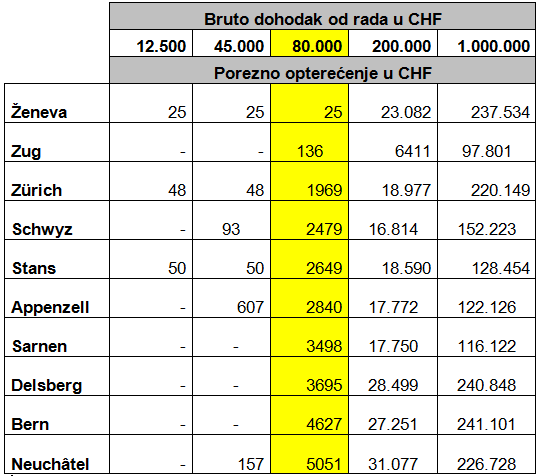 Bruto dohodak od rada u CHF
12.500 45.000 80.000 200.000 1.000.000
Porezno opterećenje u CHF
Ženeva 25 25 25 23.082 237.534
Zug - - 136 6411 97.801
Zürich 48 48 1969 18.977 220.149
Schwyz - 93 2479 16.814 152.223
Stans 50 50 2649 18.590 128.454
Appenzell - 607 2840 17.772 122.126
Sarnen - - 3498 17.750 116.122
Delsberg - - 3695 28.499 240.848
Bern - - 4627 27.251 241.101
Neuchâtel - 157 5051 31.077 226.728